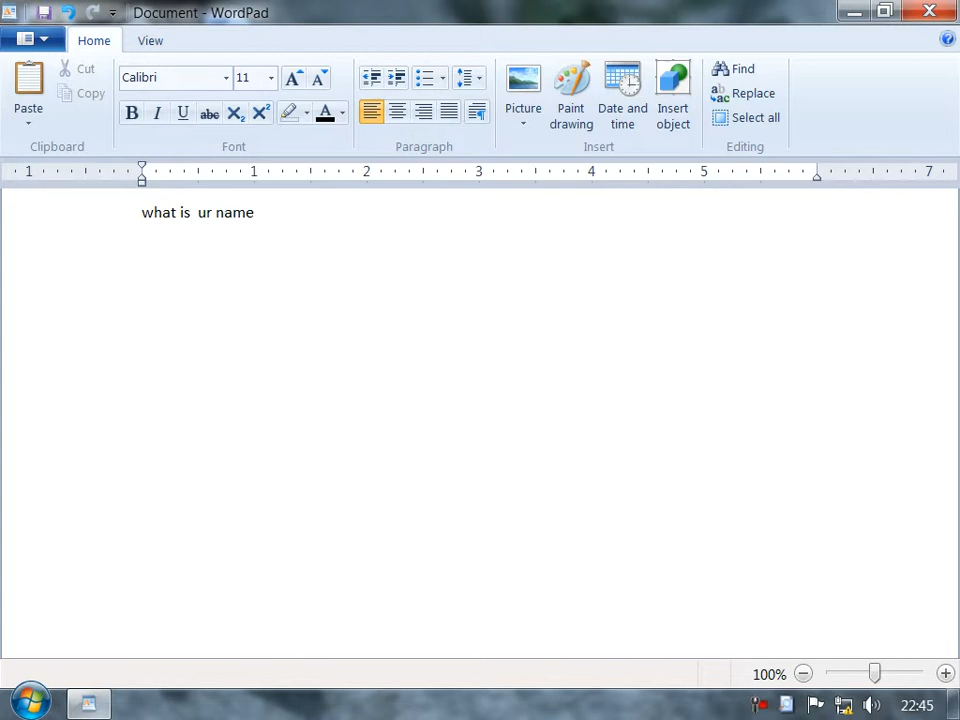 Document - WordPad
Home View
Paste
Cut
Copy
Clipboard
Calibri 11
B I U abc X₂ X²
A
Font
Paragraph
Picture
Paint drawing
Date and time
Insert object
Insert
Find
Replace
Select all
Editing
1 1 2 3 4 5 7
what is  ur name
100%
22:45